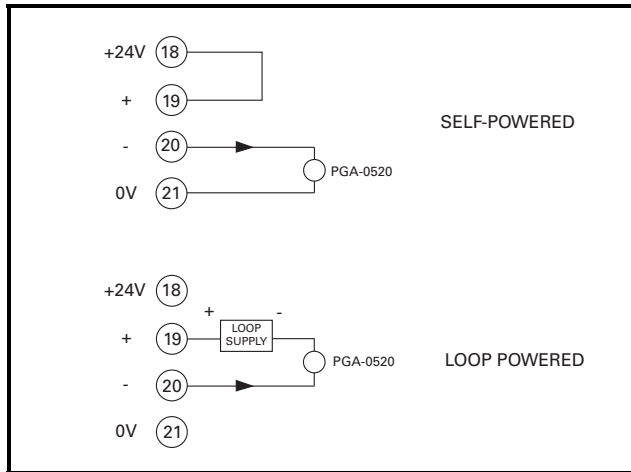 +24V 18
+ 19
SELF-POWERED
- 20
PGA-0520
0V 21
+24V 18
+ -
+ 19 LOOP
SUPPLY
PGA-0520 LOOP POWERED
- 20
0V 21